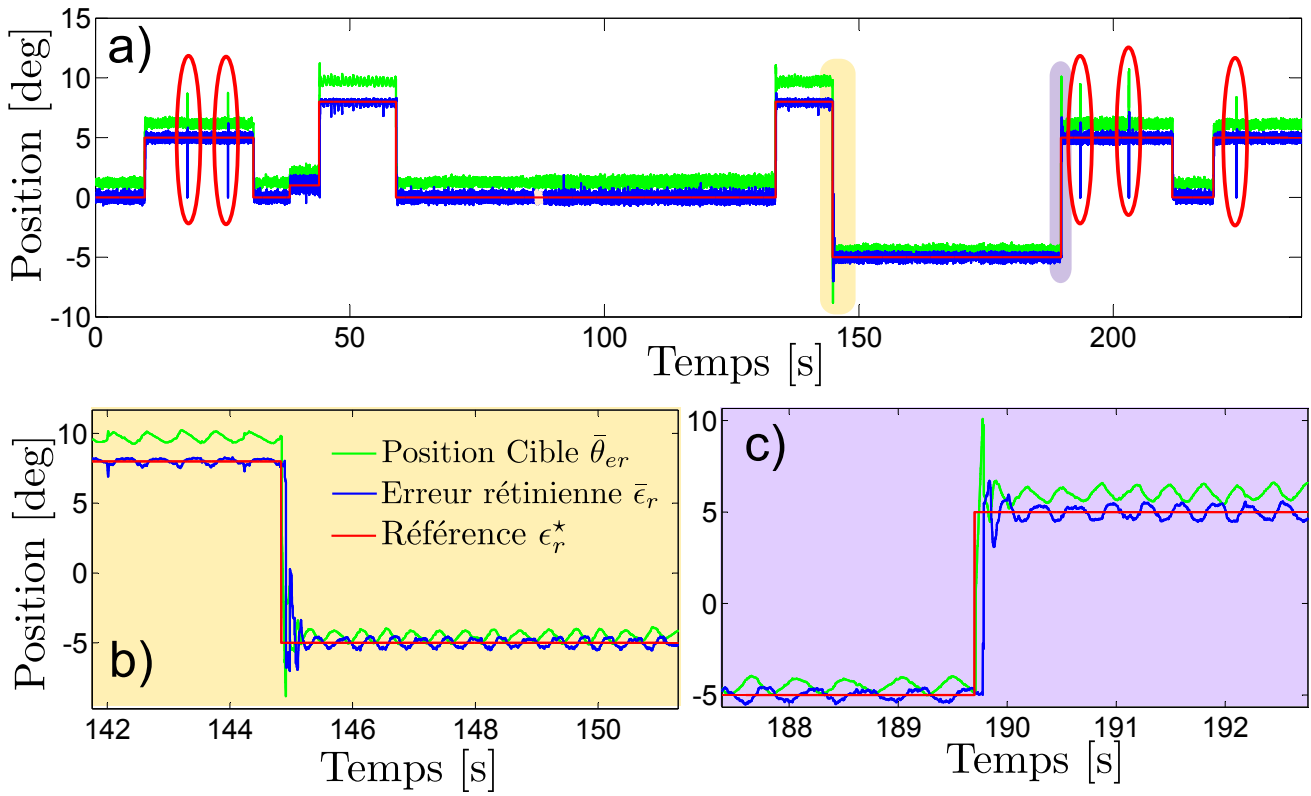 a)
Position [deg]
15
10
5
0
-5
-10
0
50
100
150
200
Temps [s]
b)
Position [deg]
10
5
0
-5
142
144
146
148
150
Temps [s]
Position Cible θ̄er
Erreur rétinienne ϵ̄r
Référence ϵr⋆
c)
10
5
0
-5
188
189
190
191
192
Temps [s]